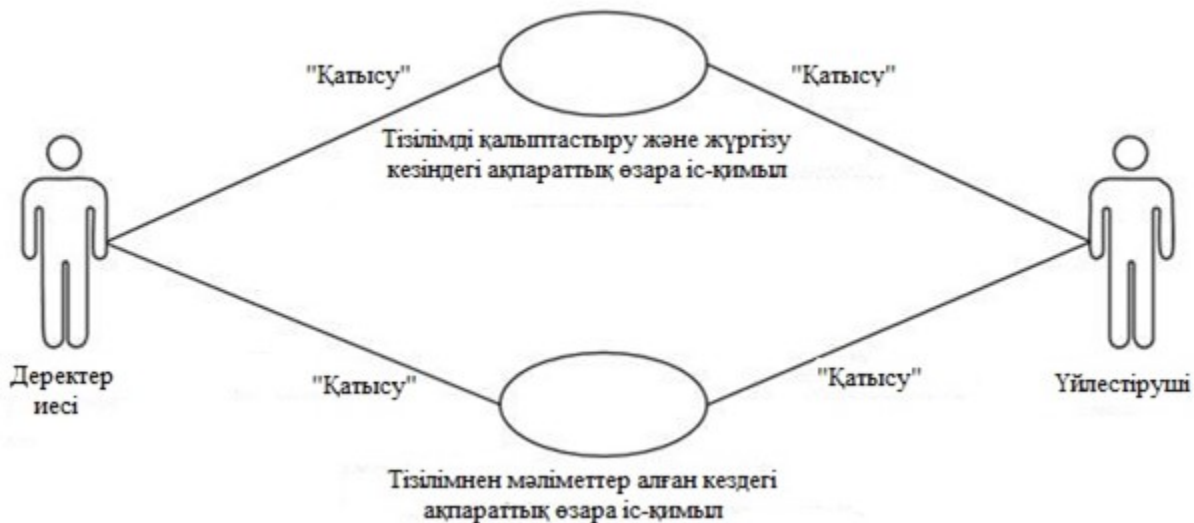 "Қатысу"
"Қатысу"
Тізілімді қалыптастыру және жүргізу
кезіндегі ақпараттық өзара іс-қимыл
Деректер
иесі
Үйлестіруші
"Қатысу"
"Қатысу"
Тізілімнен мәліметтер алған кездегі
ақпараттық өзара іс-қимыл